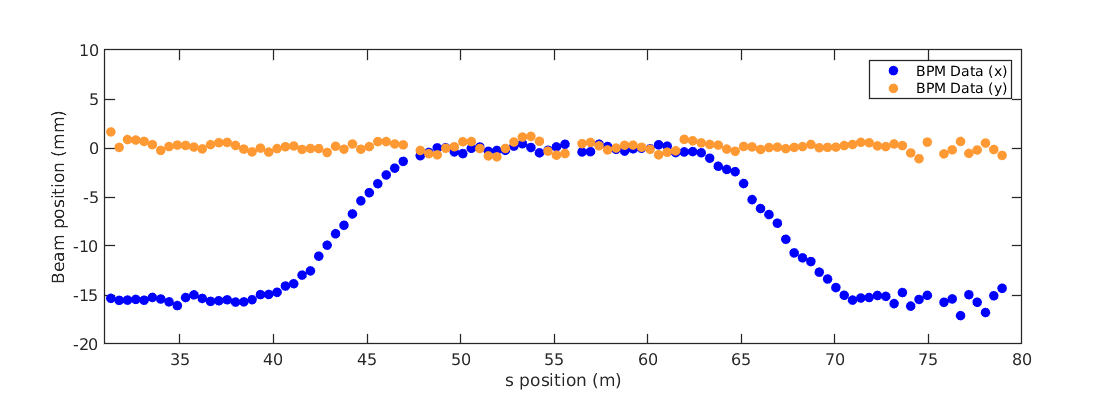 10
5
0
-5
-10
-15
-20
Beam position (mm)
BPM Data (x)
BPM Data (y)
35 40 45 50 55 60 65 70 75 80
s position (m)